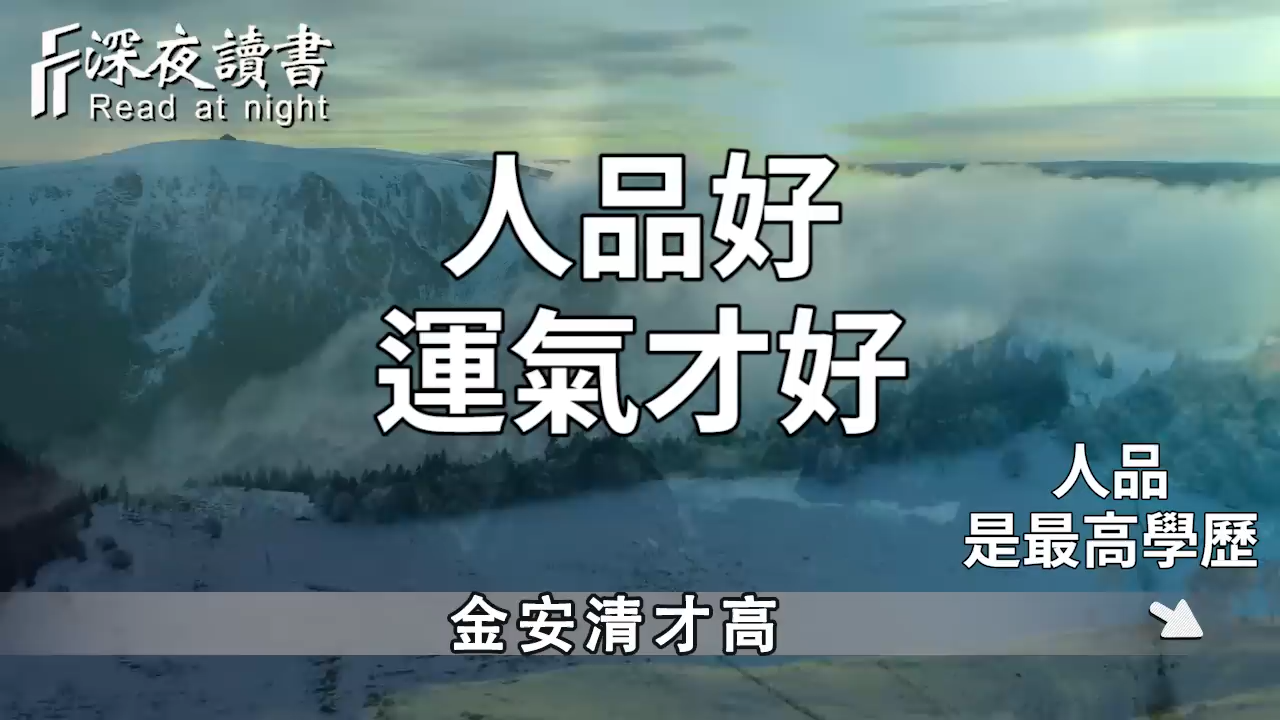 深夜讀書
Read at night
人品好
運氣才好
人品
是最高學歷
金安清才高